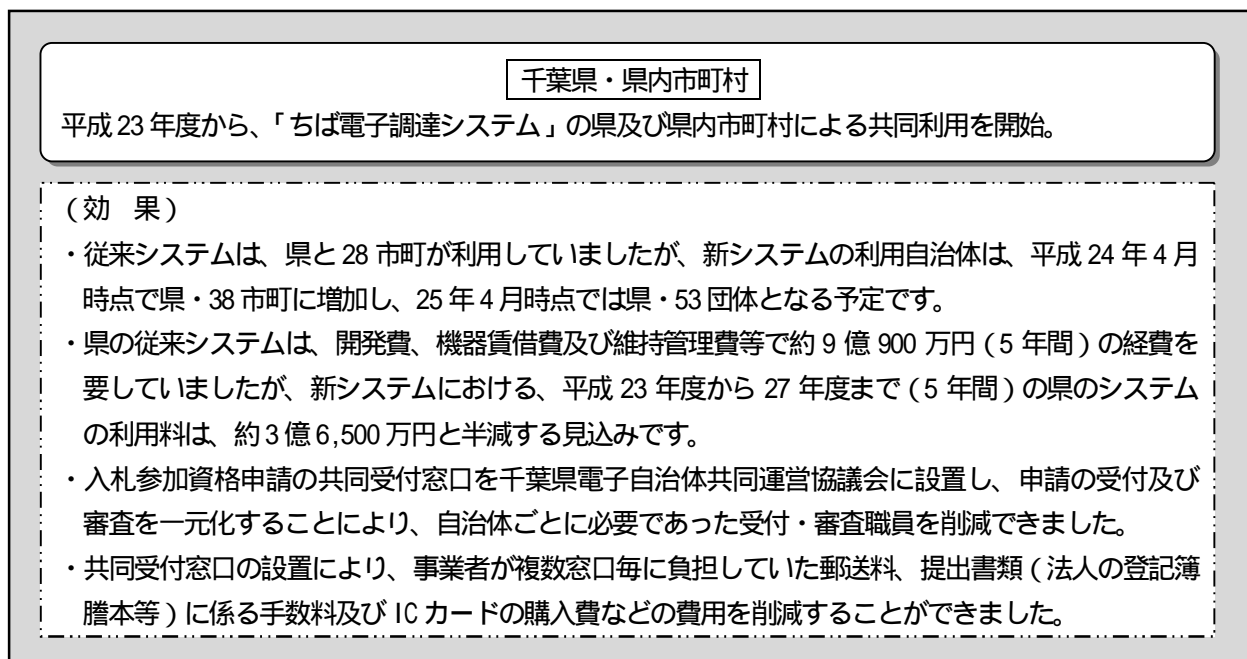 千葉県・県内市町村
平成23年度から、「ちば電子調達システム」の県及び県内市町村による共同利用を開始。
（効　果）
・従来システムは、県と28市町が利用していましたが、新システムの利用自治体は、平成24年4月
時点で県・38市町に増加し、25年4月時点では県・53団体となる予定です。
・県の従来システムは、開発費、機器賃借費及び維持管理費等で約9億900万円（5年間）の経費を
要していましたが、新システムにおける、平成23年度から27年度まで（5年間）の県のシステム
の利用料は、約3億6,500万円と半減する見込みです。
・入札参加資格申請の共同受付窓口を千葉県電子自治体共同運営協議会に設置し、申請の受付及び
審査を一元化することにより、自治体ごとに必要であった受付・審査職員を削減できました。
・共同受付窓口の設置により、事業者が複数窓口毎に負担していた郵送料、提出書類（法人の登記簿
謄本等）に係る手数料及びICカードの購入費などの費用を削減することができました。